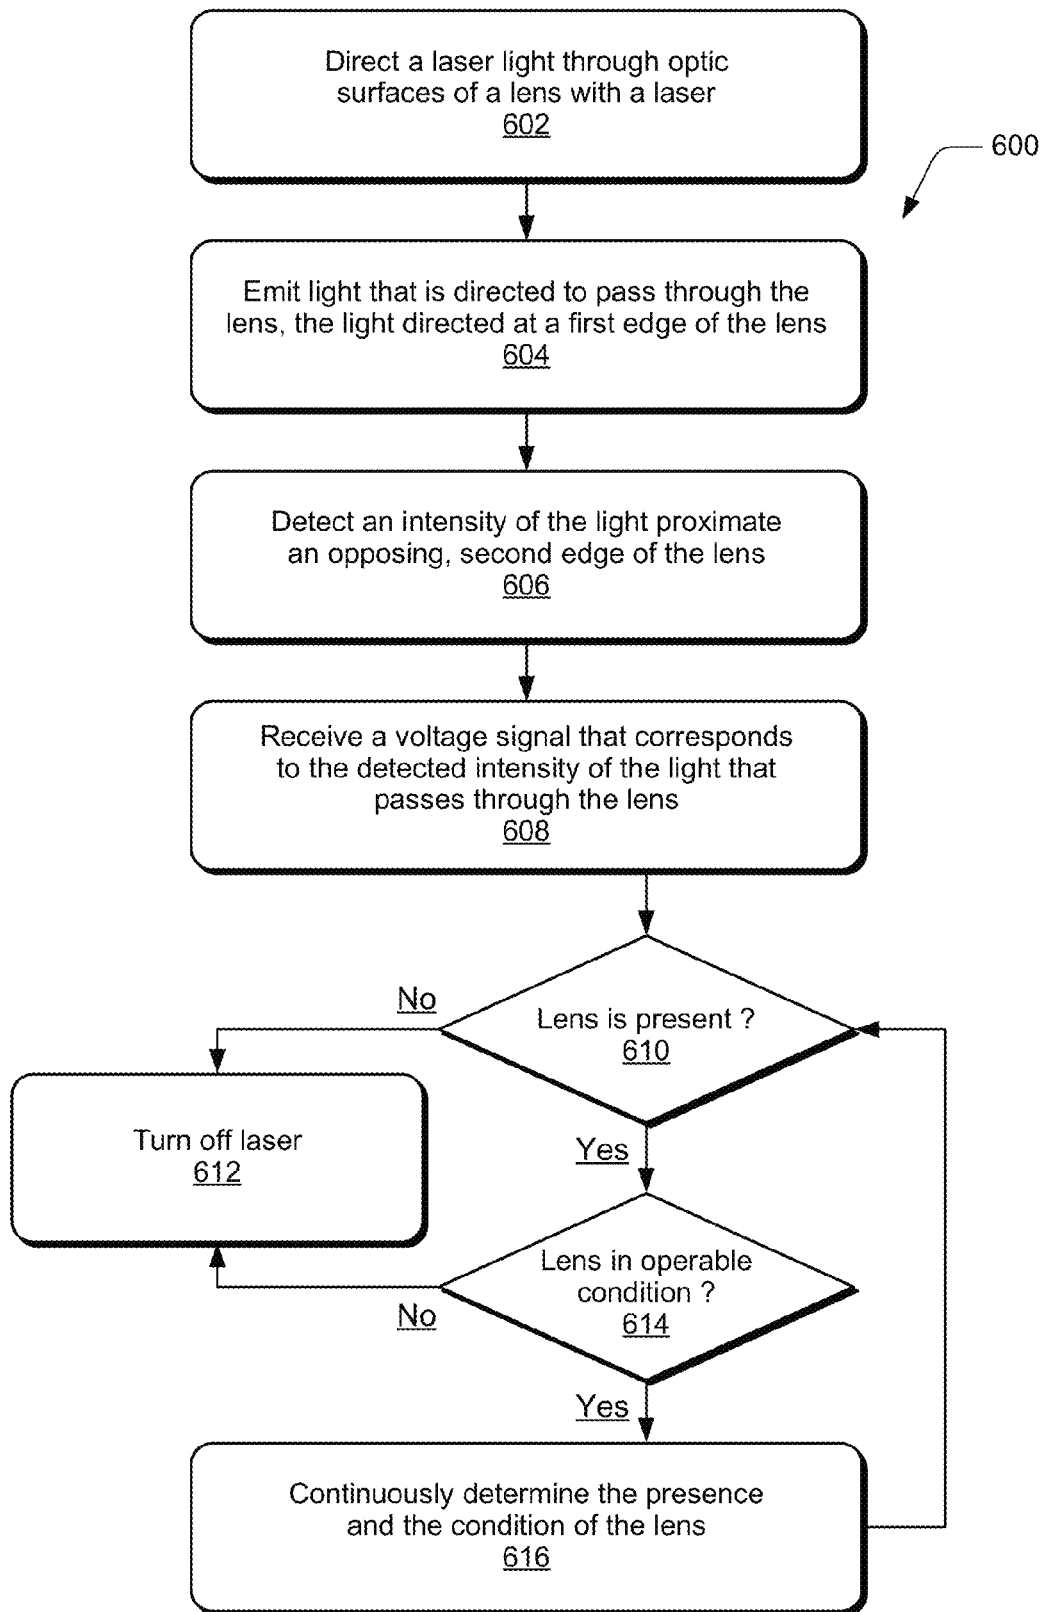 Direct a laser light through optic
surfaces of a lens with a laser
602
600
Emit light that is directed to pass through the
lens, the light directed at a first edge of the lens
604
Detect an intensity of the light proximate
an opposing, second edge of the lens
606
Receive a voltage signal that corresponds
to the detected intensity of the light that
passes through the lens
608
No
Lens is present ?
610
Turn off laser
612
Yes
Lens in operable
condition ?
614
No
Yes
Continuously determine the presence
and the condition of the lens
616